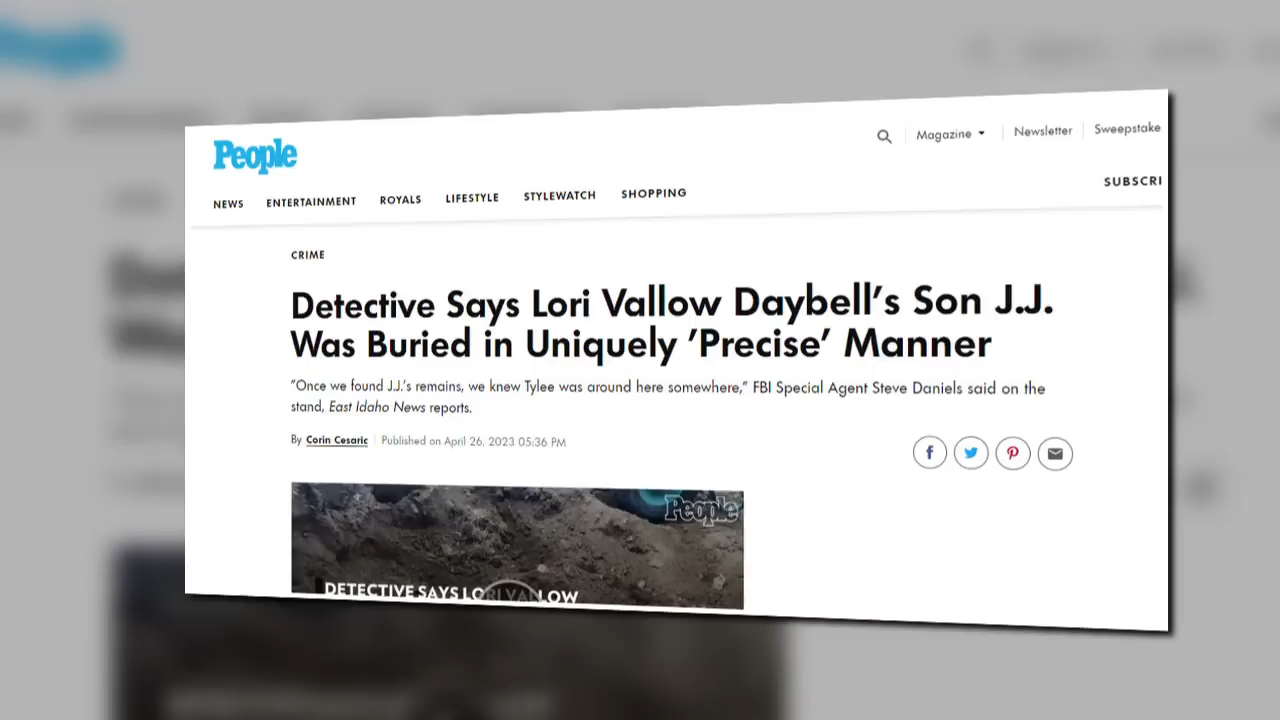 People
Magazine
Newsletter
Sweepstake
NEWS
ENTERTAINMENT
ROYALS
LIFESTYLE
STYLEWATCH
SHOPPING
SUBSCRI
CRIME
Detective Says Lori Vallow Daybell's Son J.J.
Was Buried in Uniquely 'Precise' Manner
"Once we found J.J.'s remains, we knew Tylee was around here somewhere," FBI Special Agent Steve Daniels said on the
stand, East Idaho News reports.
By Corin Cesaric Published on April 26, 2023 05:36 PM
People
DETECTIVE SAYS LORI VALLOW